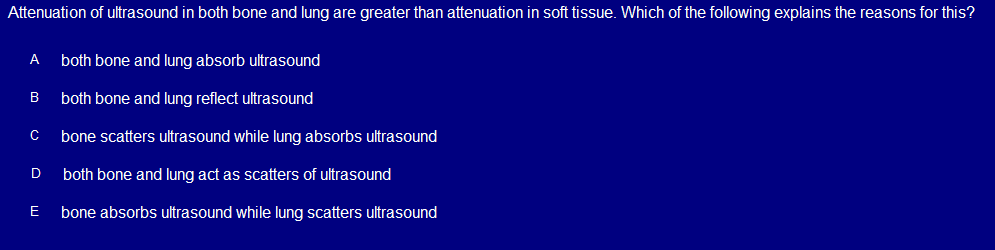 Attenuation of ultrasound in both bone and lung are greater than attenuation in soft tissue. Which of the following explains the reasons for this?
A both bone and lung absorb ultrasound
B both bone and lung reflect ultrasound
C bone scatters ultrasound while lung absorbs ultrasound
D both bone and lung act as scatters of ultrasound
E bone absorbs ultrasound while lung scatters ultrasound